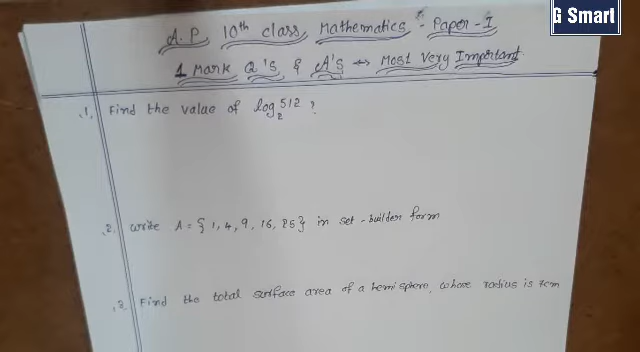 G Smart
A.P 10th class, Mathematics - Paper - I
1 Mark Q'S & A'S ↔ Most Very Important
.1. Find the value of log₂512 ?
.2. write A = { 1, 4, 9, 16, 25} in set-builder form
.3. Find the total surface area of a hemisphere, whose radius is 7cm